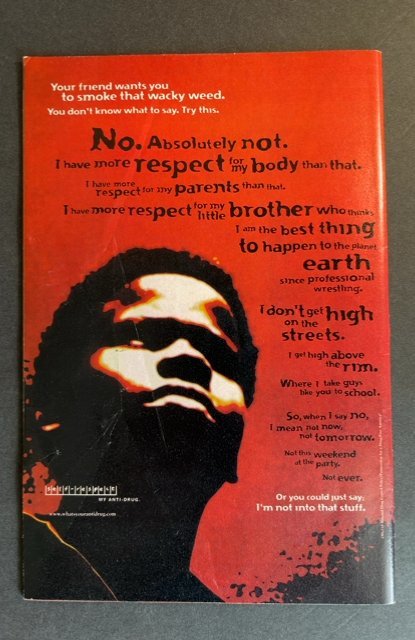 Your friend wants you
to smoke that wacky weed.
You don't know what to say. Try this.
No. Absolutely not.
I have more respect for my body than that.
I have more respect for my parents than that.
I have more respect for my little brother who thinks
I am the best thing
to happen to the planet
earth
since professional
wrestling.
I don't get high
on the
streets.
I get high above
the rim.
Where I take guys
like you to school.
So, when I say no,
I mean not now,
not tomorrow.
Not this weekend
at the party.
Not ever.
Or you could just say:
I'm not into that stuff.
self-respect
MY ANTI-DRUG.
www.whatsyourantidrug.com